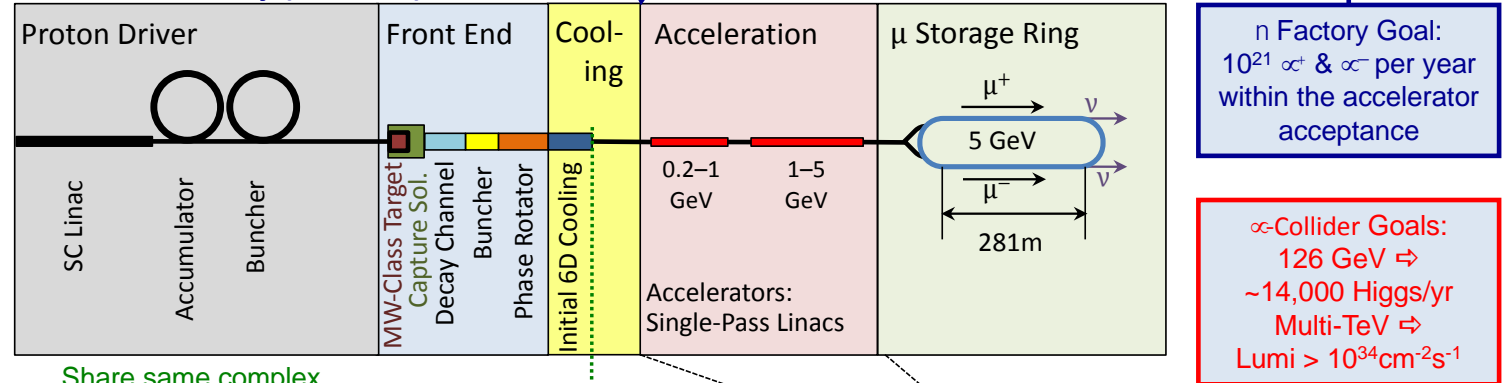 Proton Driver
SC Linac
Accumulator
Buncher
Front End
MW-Class Target
Capture Sol.
Decay Channel
Buncher
Phase Rotator
Cool-
ing
Initial 6D Cooling
Acceleration
0.2–1
GeV
1–5
GeV
Accelerators:
Single-Pass Linacs
μ Storage Ring
μ⁺
ν
5 GeV
μ⁻
ν
281m
n Factory Goal:
10²¹ ∝⁺ & ∝⁻ per year
within the accelerator
acceptance
∝-Collider Goals:
126 GeV ⇨
~14,000 Higgs/yr
Multi-TeV ⇨
Lumi > 10³⁴cm⁻²s⁻¹
Share same complex